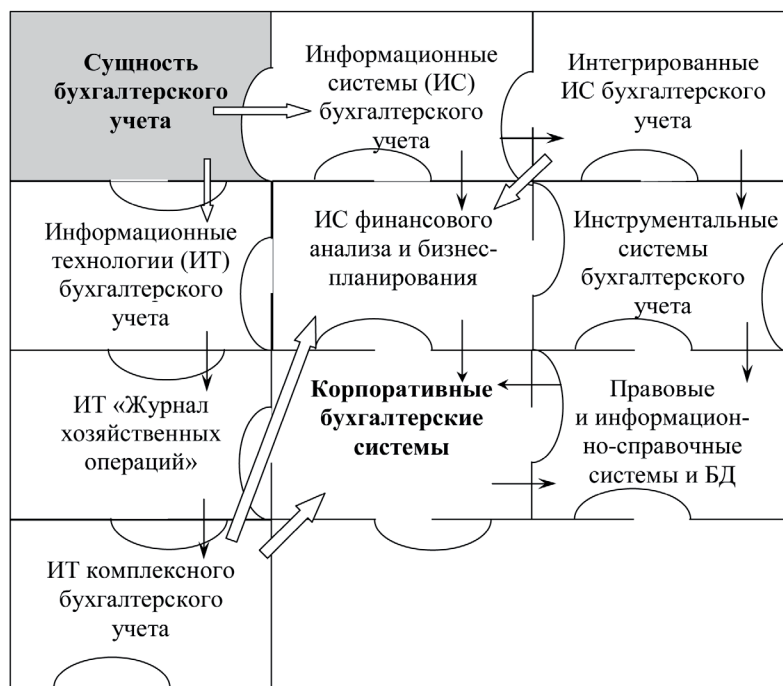 Сущность
бухгалтерского
учета
Информационные
системы (ИС)
бухгалтерского
учета
Интегрированные
ИС бухгалтерского
учета
Информационные
технологии (ИТ)
бухгалтерского
учета
ИС финансового
анализа и бизнес-
планирования
Инструментальные
системы
бухгалтерского
учета
ИТ «Журнал
хозяйственных
операций»
Корпоративные
бухгалтерские
системы
Правовые
и информацион-
но-справочные
системы и БД
ИТ комплексного
бухгалтерского
учета